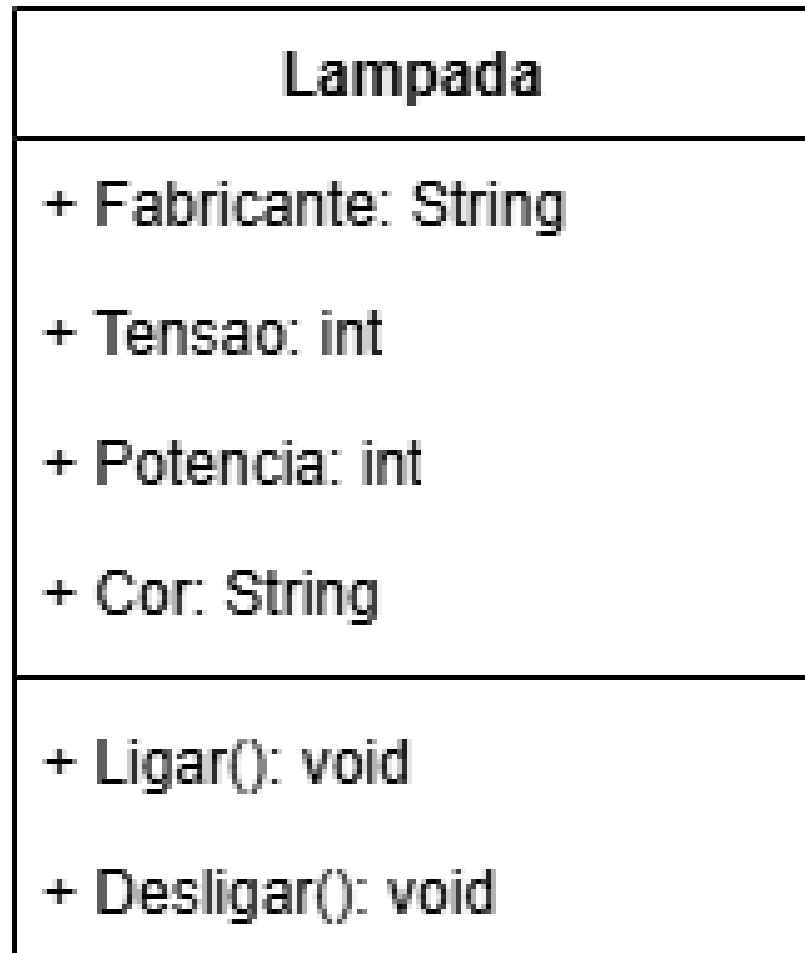 Lampada
+ Fabricante: String
+ Tensao: int
+ Potencia: int
+ Cor: String
+ Ligar(): void
+ Desligar(): void